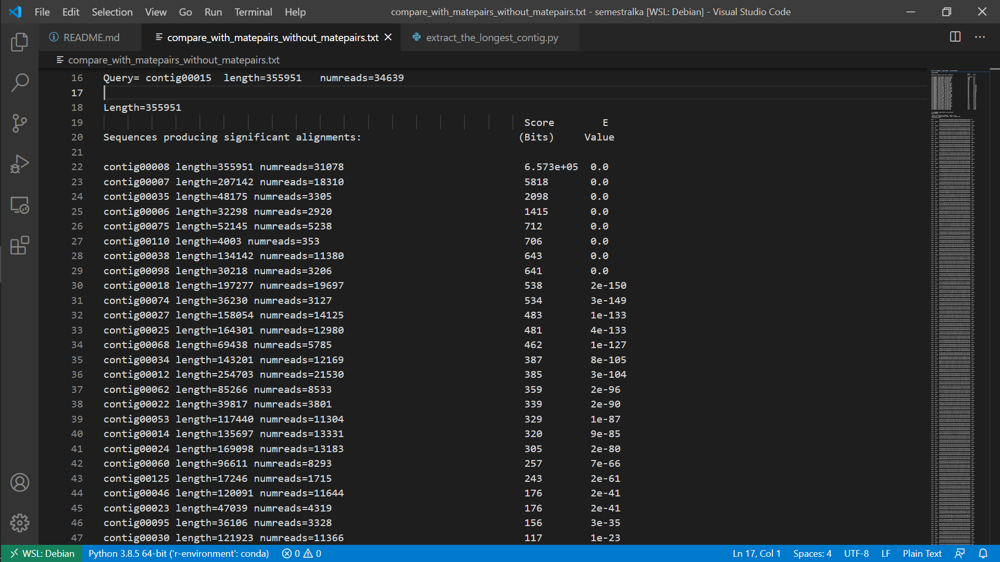 File Edit Selection View Go Run Terminal Help compare_with_matepairs_without_matepairs.txt - semestralka [WSL: Debian] - Visual Studio Code
README.md compare_with_matepairs_without_matepairs.txt extract_the_longest_contig.py
compare_with_matepairs_without_matepairs.txt
16 Query= contig00015 length=355951 numreads=34639
17
18 Length=355951
19 Score E
20 Sequences producing significant alignments: (Bits) Value
21
22 contig00008 length=355951 numreads=31078 6.573e+05 0.0
23 contig00007 length=207142 numreads=18310 5818 0.0
24 contig00035 length=48175 numreads=3305 2098 0.0
25 contig00006 length=32298 numreads=2920 1415 0.0
26 contig00075 length=52145 numreads=5238 712 0.0
27 contig00110 length=4003 numreads=353 706 0.0
28 contig00038 length=134142 numreads=11380 643 0.0
29 contig00098 length=30218 numreads=3206 641 0.0
30 contig00018 length=197277 numreads=19697 538 2e-150
31 contig00074 length=36230 numreads=3127 534 3e-149
32 contig00027 length=158054 numreads=14125 483 1e-133
33 contig00025 length=164301 numreads=12980 481 4e-133
34 contig00068 length=69438 numreads=5785 462 1e-127
35 contig00034 length=143201 numreads=12169 387 8e-105
36 contig00012 length=254703 numreads=21530 385 3e-104
37 contig00062 length=85266 numreads=8533 359 2e-96
38 contig00022 length=39817 numreads=3801 339 2e-90
39 contig00053 length=117440 numreads=11304 329 1e-87
40 contig00014 length=135697 numreads=13331 320 9e-85
41 contig00024 length=169098 numreads=13183 305 2e-80
42 contig00060 length=96611 numreads=8293 257 7e-66
43 contig00125 length=17246 numreads=1715 243 2e-61
44 contig00046 length=120091 numreads=11644 176 2e-41
45 contig00023 length=47039 numreads=4319 176 2e-41
46 contig00095 length=36106 numreads=3328 156 3e-35
47 contig00030 length=121923 numreads=11366 117 1e-23
WSL: Debian Python 3.8.5 64-bit ('r-environment': conda) 0 0 Ln 17, Col 1 Spaces: 4 UTF-8 LF Plain Text